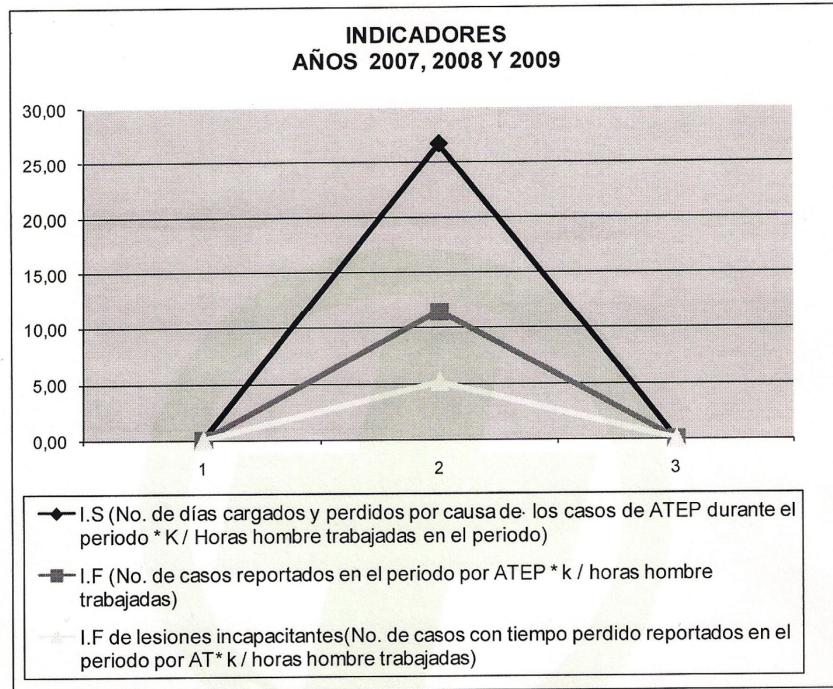 INDICADORES
AÑOS 2007, 2008 Y 2009
30,00
25,00
20,00
15,00
10,00
5,00
0,00
1
2
3
I.S (No. de días cargados y perdidos por causa de los casos de ATEP durante el
periodo * K / Horas hombre trabajadas en el periodo)
I.F (No. de casos reportados en el periodo por ATEP * k / horas hombre
trabajadas)
I.F de lesiones incapacitantes(No. de casos con tiempo perdido reportados en el
periodo por AT* k / horas hombre trabajadas)